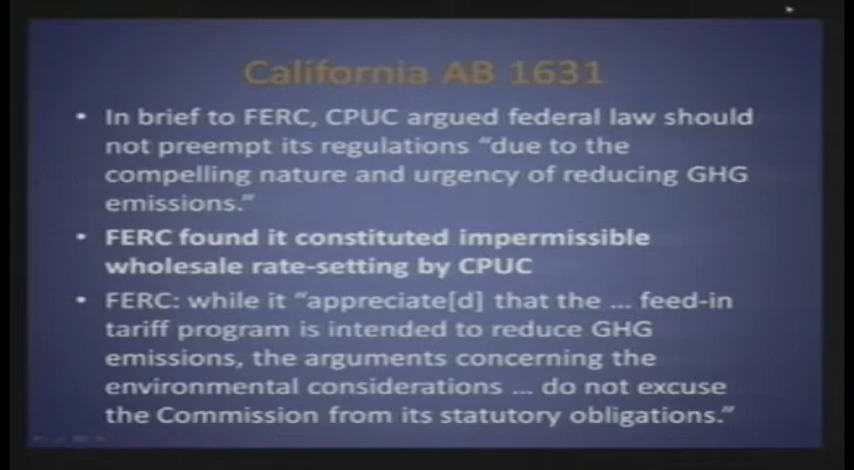 California AB 1631
• In brief to FERC, CPUC argued federal law should
not preempt its regulations “due to the
compelling nature and urgency of reducing GHG
emissions.”
• FERC found it constituted impermissible
wholesale rate-setting by CPUC
• FERC: while it “appreciate[d] that the … feed-in
tariff program is intended to reduce GHG
emissions, the arguments concerning the
environmental considerations … do not excuse
the Commission from its statutory obligations.”